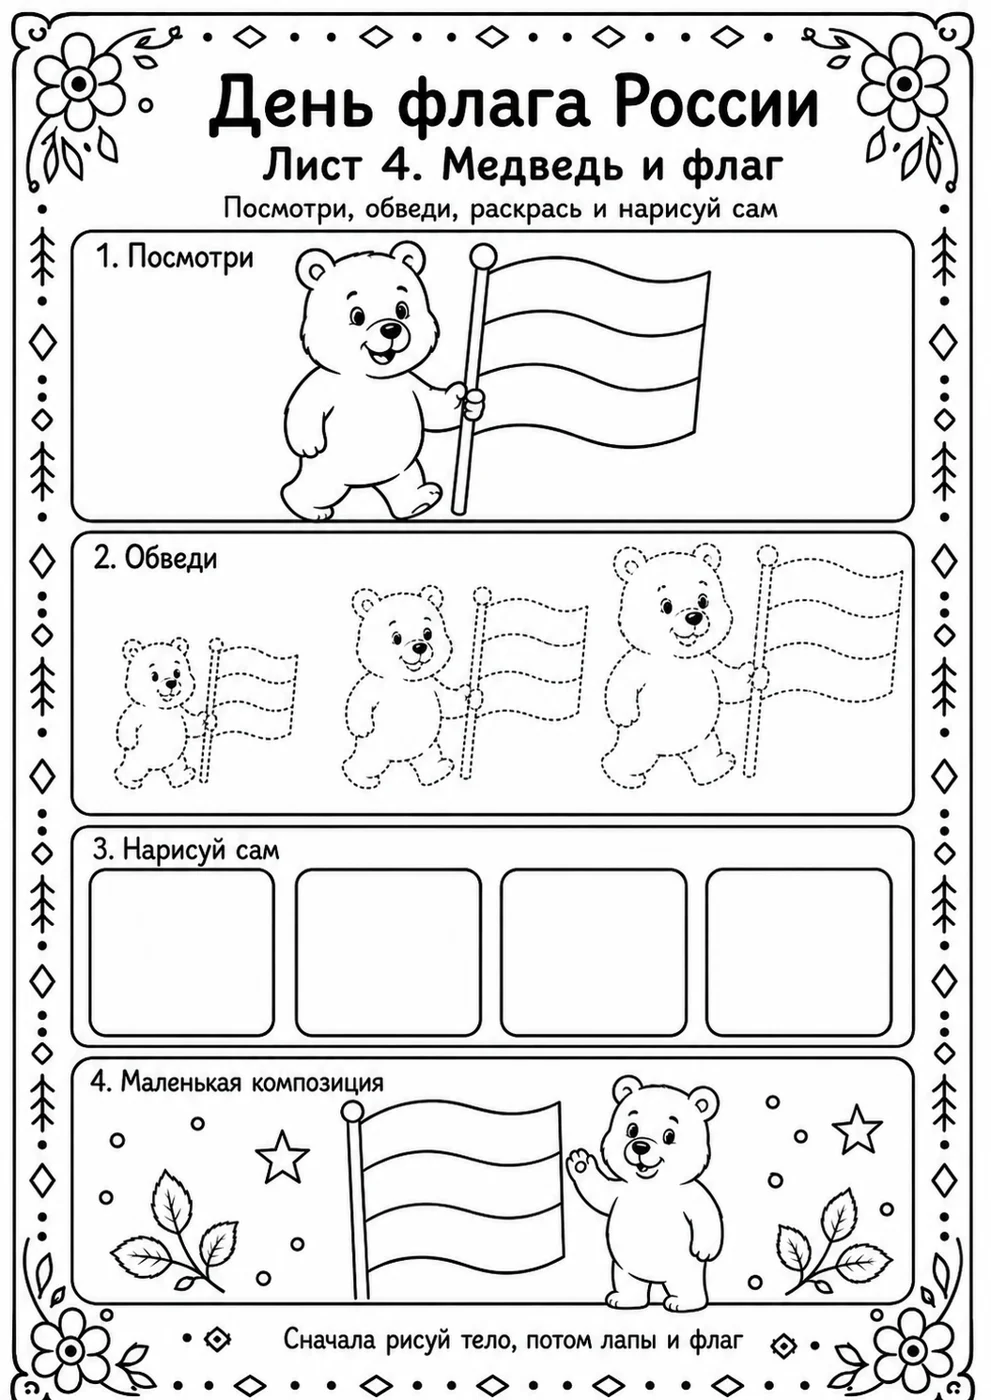 День флага России
Лист 4. Медведь и флаг
Посмотри, обведи, раскрась и нарисуй сам
1. Посмотри
2. Обведи
3. Нарисуй сам
4. Маленькая композиция
Сначала рисуй тело, потом лапы и флаг